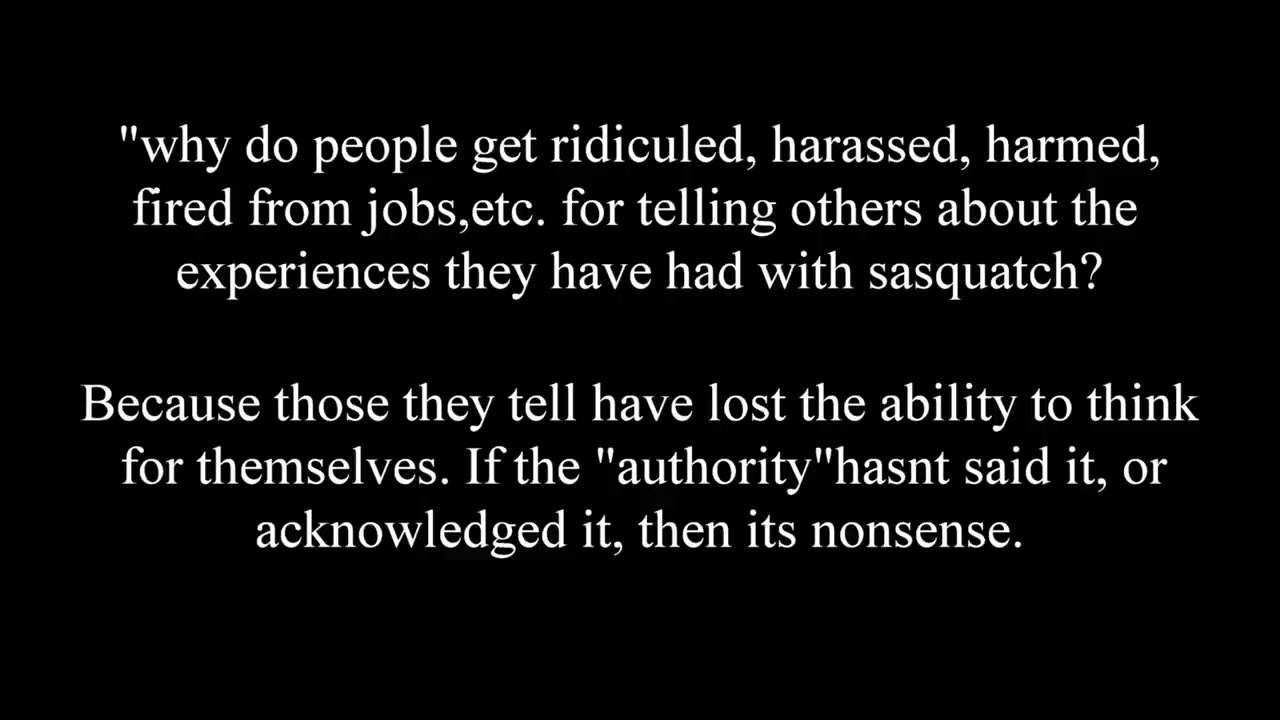 "why do people get ridiculed, harassed, harmed,
fired from jobs,etc. for telling others about the
experiences they have had with sasquatch?
Because those they tell have lost the ability to think
for themselves. If the "authority"hasnt said it, or
acknowledged it, then its nonsense.